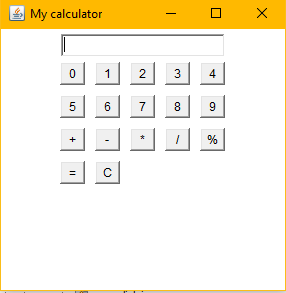 My calculator
0 1 2 3 4
5 6 7 8 9
+ - * / %
= C